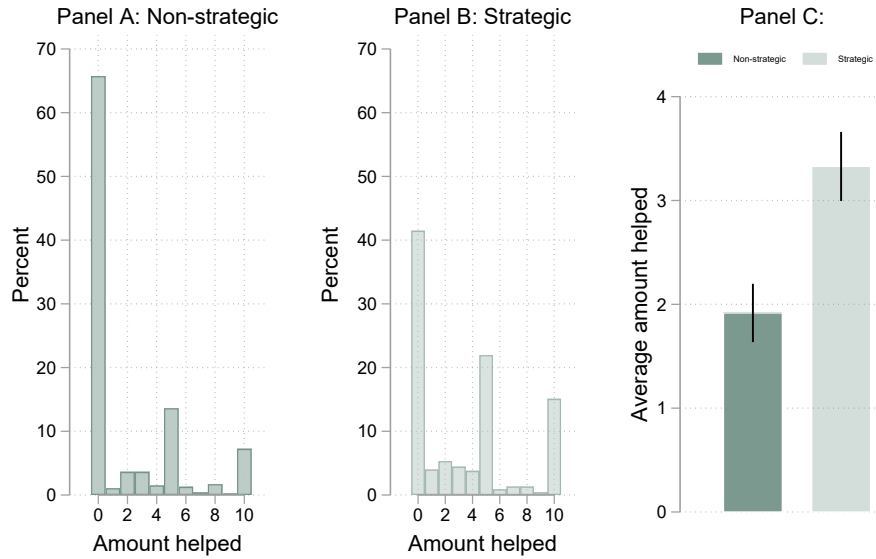 Panel A: Non-strategic
Panel B: Strategic
Panel C:
Non-strategic
Strategic
70
60
50
40
30
20
10
0
Percent
0 2 4 6 8 10
Amount helped
70
60
50
40
30
20
10
0
Percent
0 2 4 6 8 10
Amount helped
4
3
2
1
0
Average amount helped